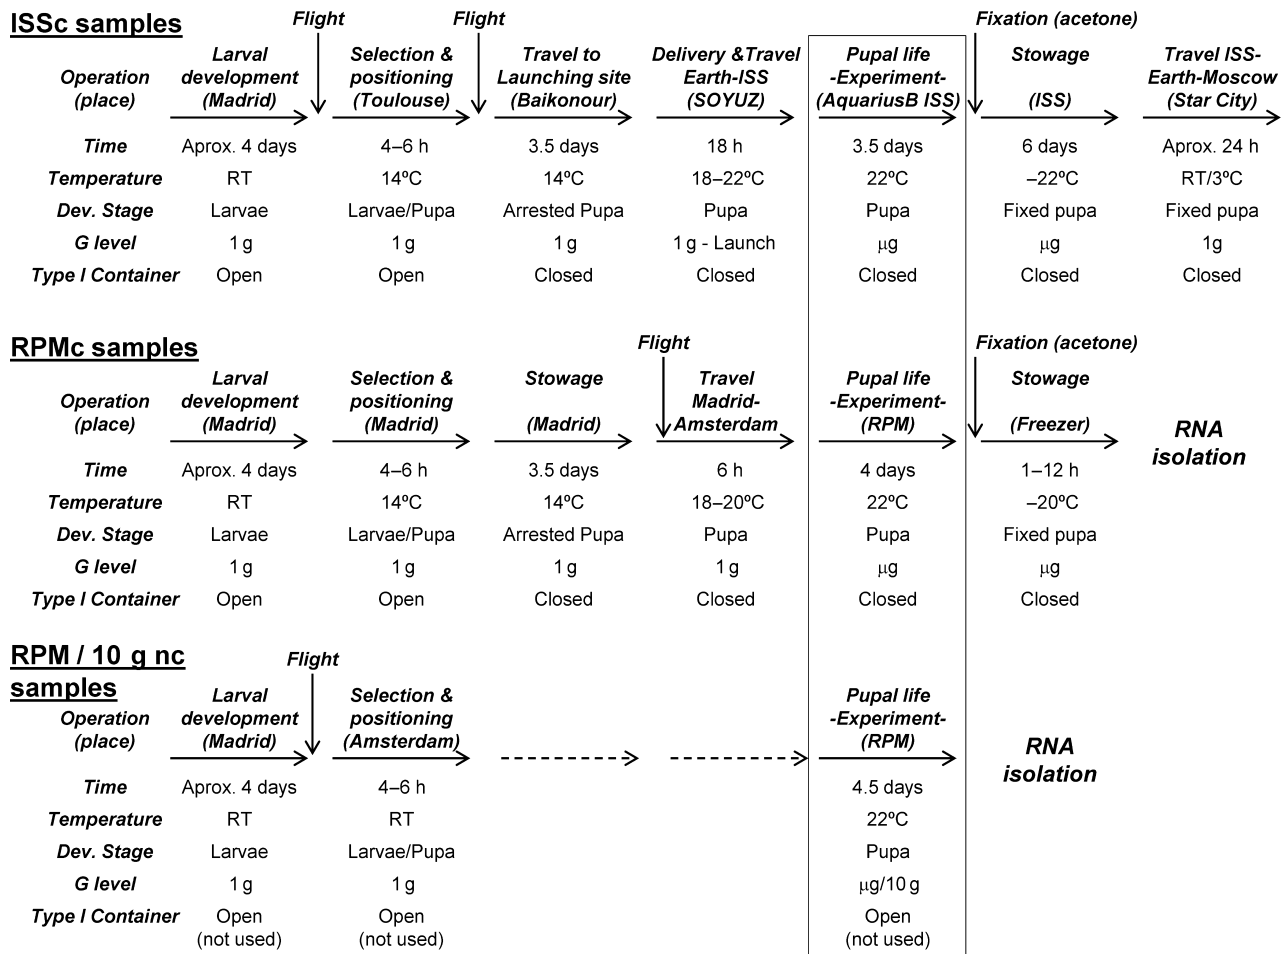 ISSc samples
Flight
Flight
Fixation (acetone)
Operation
(place)
Larval
development
(Madrid)
Selection &
positioning
(Toulouse)
Travel to
Launching site
(Baikonour)
Delivery &Travel
Earth-ISS
(SOYUZ)
Pupal life
-Experiment-
(AquariusB ISS)
Stowage
(ISS)
Travel ISS-
Earth-Moscow
(Star City)
Time Aprox. 4 days 4–6 h 3.5 days 18 h 3.5 days 6 days Aprox. 24 h
Temperature RT 14ºC 14ºC 18–22ºC 22ºC –22ºC RT/3ºC
Dev. Stage Larvae Larvae/Pupa Arrested Pupa Pupa Pupa Fixed pupa Fixed pupa
G level 1 g 1 g 1 g 1 g - Launch µg µg 1g
Type I Container Open Open Closed Closed Closed Closed Closed
RPMc samples
Flight
Fixation (acetone)
Operation
(place)
Larval
development
(Madrid)
Selection &
positioning
(Madrid)
Stowage
(Madrid)
Travel
Madrid-
Amsterdam
Pupal life
-Experiment-
(RPM)
Stowage
(Freezer)
RNA
isolation
Time Aprox. 4 days 4–6 h 3.5 days 6 h 4 days 1–12 h
Temperature RT 14ºC 14ºC 18–20ºC 22ºC –20ºC
Dev. Stage Larvae Larvae/Pupa Arrested Pupa Pupa Pupa Fixed pupa
G level 1 g 1 g 1 g 1 g µg µg
Type I Container Open Open Closed Closed Closed Closed
RPM / 10 g nc
samples
Flight
Operation
(place)
Larval
development
(Madrid)
Selection &
positioning
(Amsterdam)
Pupal life
-Experiment-
(RPM)
RNA
isolation
Time Aprox. 4 days 4–6 h 4.5 days
Temperature RT RT 22ºC
Dev. Stage Larvae Larvae/Pupa Pupa
G level 1 g 1 g µg/10 g
Type I Container Open Open Open
(not used) (not used) (not used)